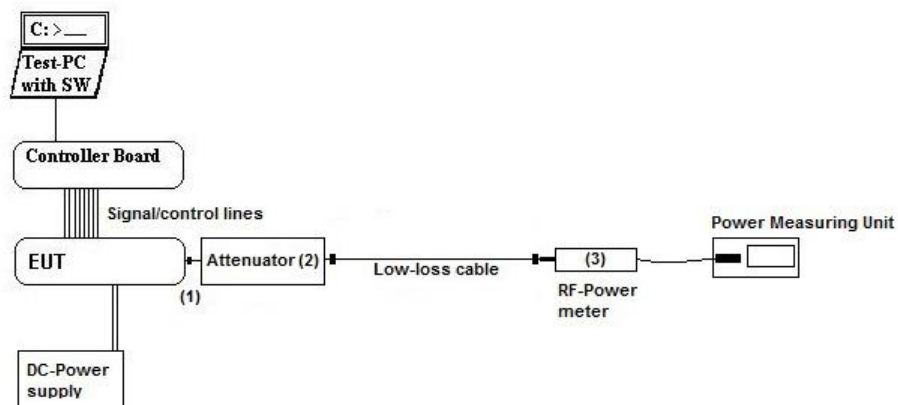 C:>__
Test-PC
with SW
Controller Board
Signal/control lines
Power Measuring Unit
EUT
Attenuator (2)
Low-loss cable
(3)
(1)
RF-Power
meter
DC-Power
supply